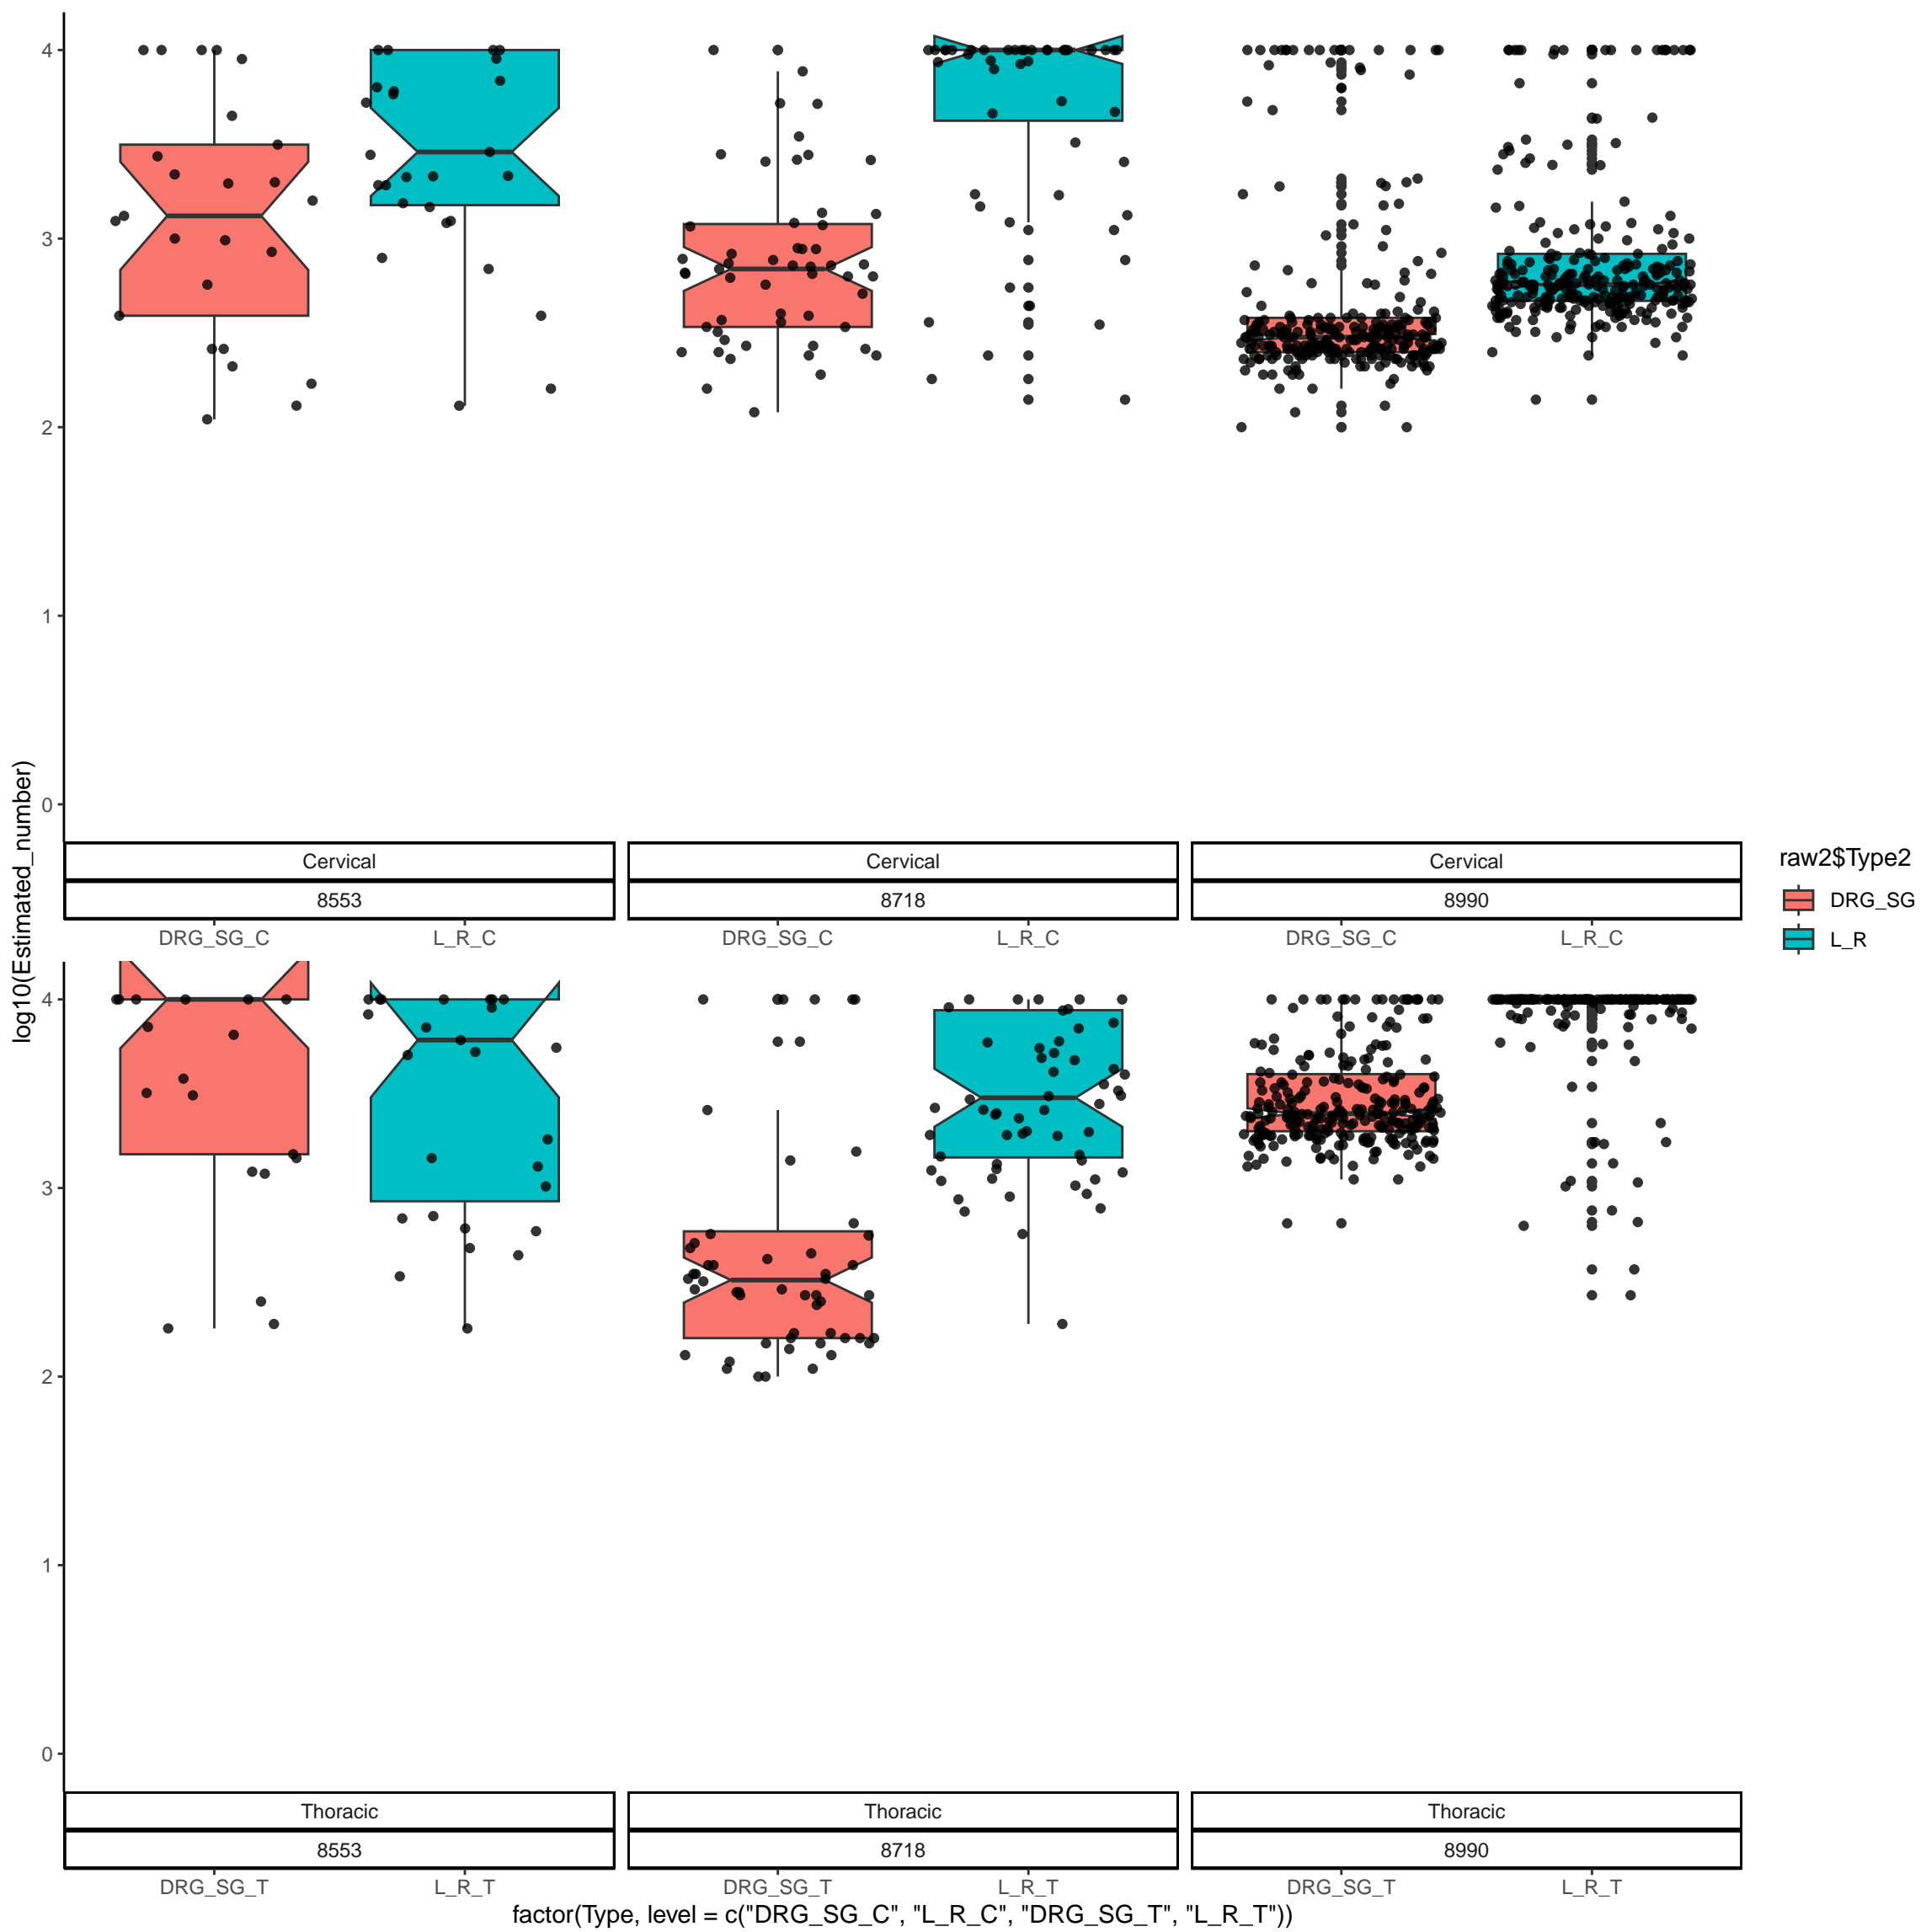 4
3
2
1
0
log10(Estimated_number)
Cervical
8553
DRG_SG_C
L_R_C
Cervical
8718
DRG_SG_C
L_R_C
Cervical
8990
DRG_SG_C
L_R_C
4
3
2
1
0
Thoracic
8553
DRG_SG_T
L_R_T
Thoracic
8718
DRG_SG_T
L_R_T
Thoracic
8990
DRG_SG_T
L_R_T
factor(Type, level = c("DRG_SG_C", "L_R_C", "DRG_SG_T", "L_R_T"))
raw2$Type2
DRG_SG
L_R